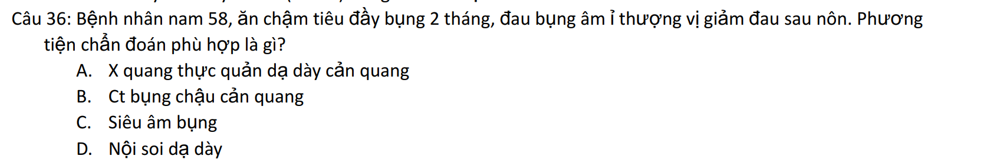 Câu 36: Bệnh nhân nam 58, ăn chậm tiêu đầy bụng 2 tháng, đau bụng âm ỉ thượng vị giảm đau sau nôn. Phương
tiện chẩn đoán phù hợp là gì?
A. X quang thực quản dạ dày cản quang
B. Ct bụng chậu cản quang
C. Siêu âm bụng
D. Nội soi dạ dày